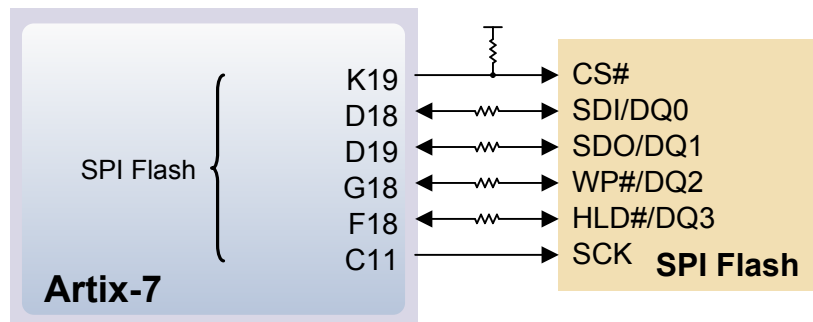 K19 CS#
D18 SDI/DQ0
D19 SDO/DQ1
SPI Flash G18 WP#/DQ2
F18 HLD#/DQ3
C11 SCK
Artix-7 SPI Flash